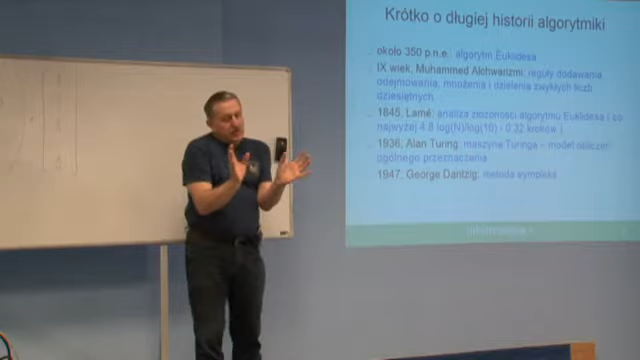 Krótko o długiej historii algorytmiki
około 350 p.n.e.: algorytm Euklidesa
IX wiek, Muhammed Alchwarizmi: reguły dodawania,
odejmowania, mnożenia i dzielenia zwykłych liczb
dziesiętnych
1845, Lamé: analiza złożoności algorytmu Euklidesa ( co
najwyżej 4.8 log(N)/log(10) - 0.32 kroków )
1936, Alan Turing: maszyna Turinga – model obliczeń
ogólnego przeznaczenia
1947, George Dantzig: metoda sympleks